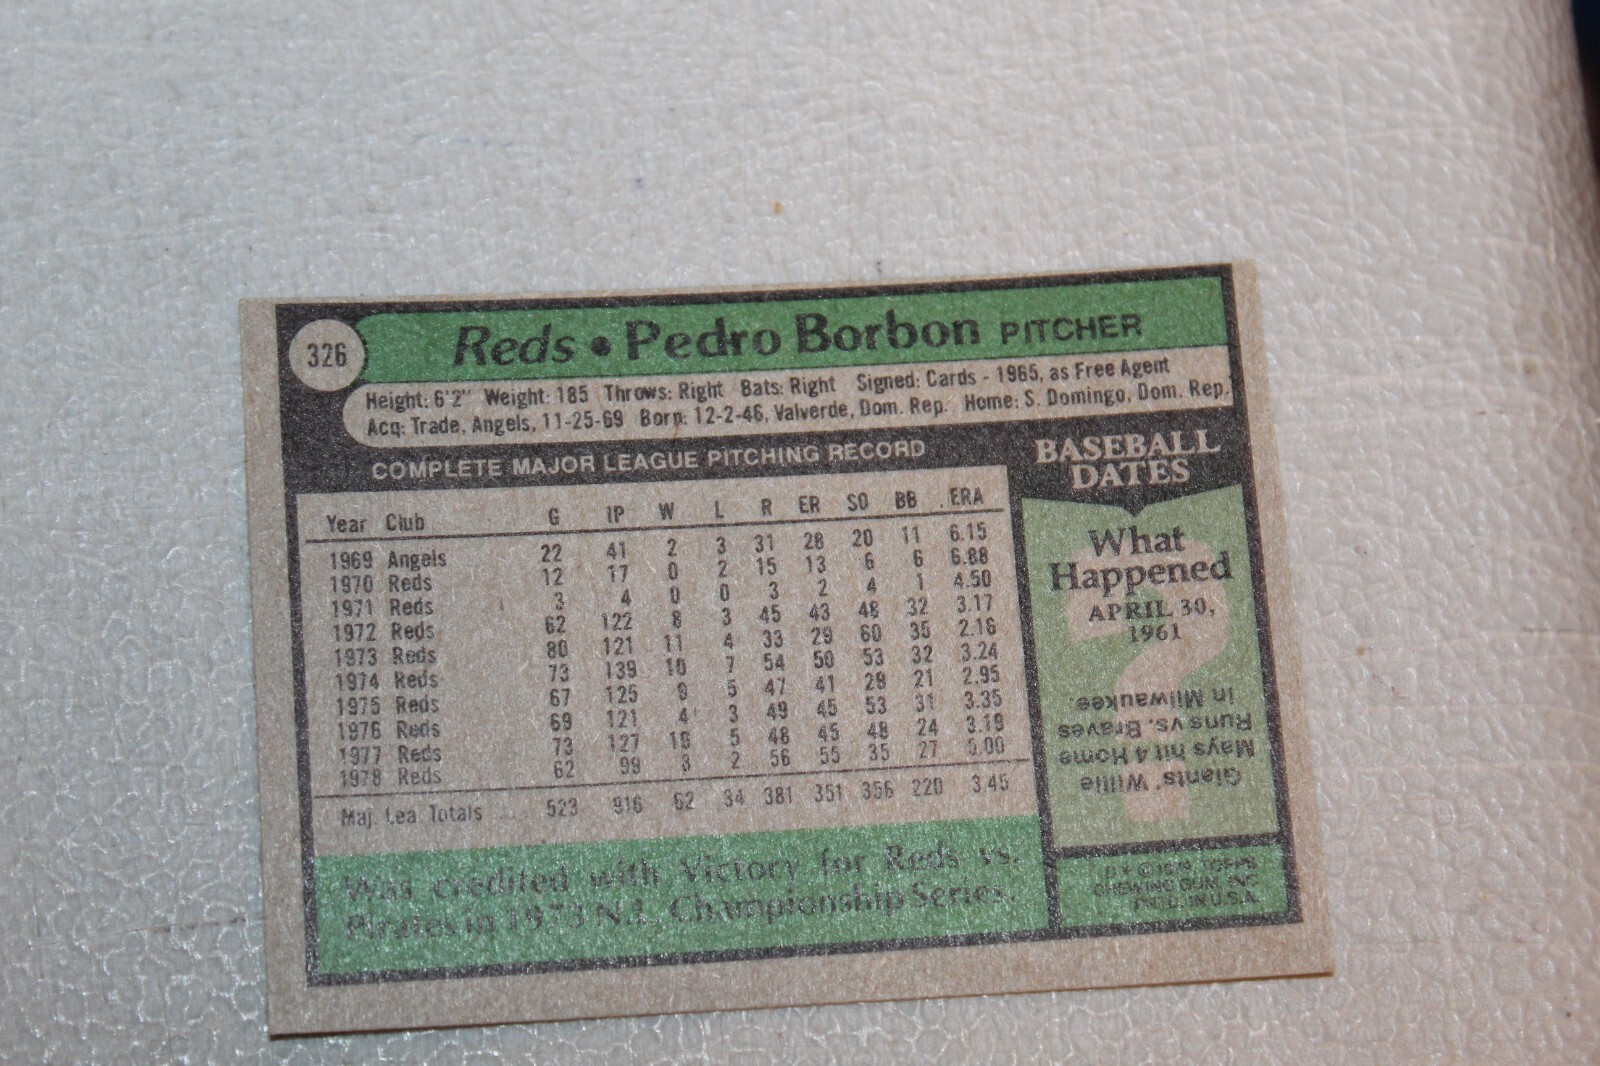 326
Reds • Pedro Borbon PITCHER
Height: 6'2" Weight: 185 Throws: Right Bats: Right Signed: Cards - 1965, as Free Agent
Acq: Trade, Angels, 11-25-69 Born: 12-2-46, Valverde, Dom. Rep. Home: S. Domingo, Dom. Rep.
COMPLETE MAJOR LEAGUE PITCHING RECORD
Year Club G IP W L R ER SO BB ERA
1969 Angels 22 41 2 3 31 28 20 11 6.15
1970 Reds 12 17 0 2 15 13 6 6 6.88
1971 Reds 3 4 0 0 3 2 4 1 4.50
1972 Reds 62 122 8 3 45 43 48 32 3.17
1973 Reds 80 121 11 4 33 29 60 35 2.16
1974 Reds 73 139 10 7 54 50 53 32 3.24
1975 Reds 67 125 9 5 47 41 29 21 2.95
1976 Reds 69 121 4 3 49 45 53 31 3.35
1977 Reds 73 127 10 5 48 45 48 24 3.19
1978 Reds 62 99 8 2 56 55 35 27 5.00
Maj. Lea. Totals 523 916 62 34 381 351 356 220 3.45
Was credited with Victory for Reds vs.
Pirates in 1973 N.L. Championship Series.
BASEBALL
DATES
What
Happened
APRIL 30,
1961
Giants' Willie
Mays hit 4 Home
Runs vs. Braves
in Milwaukee.
TOPPS
CHEWING GUM, INC.
PRTD. IN U.S.A.